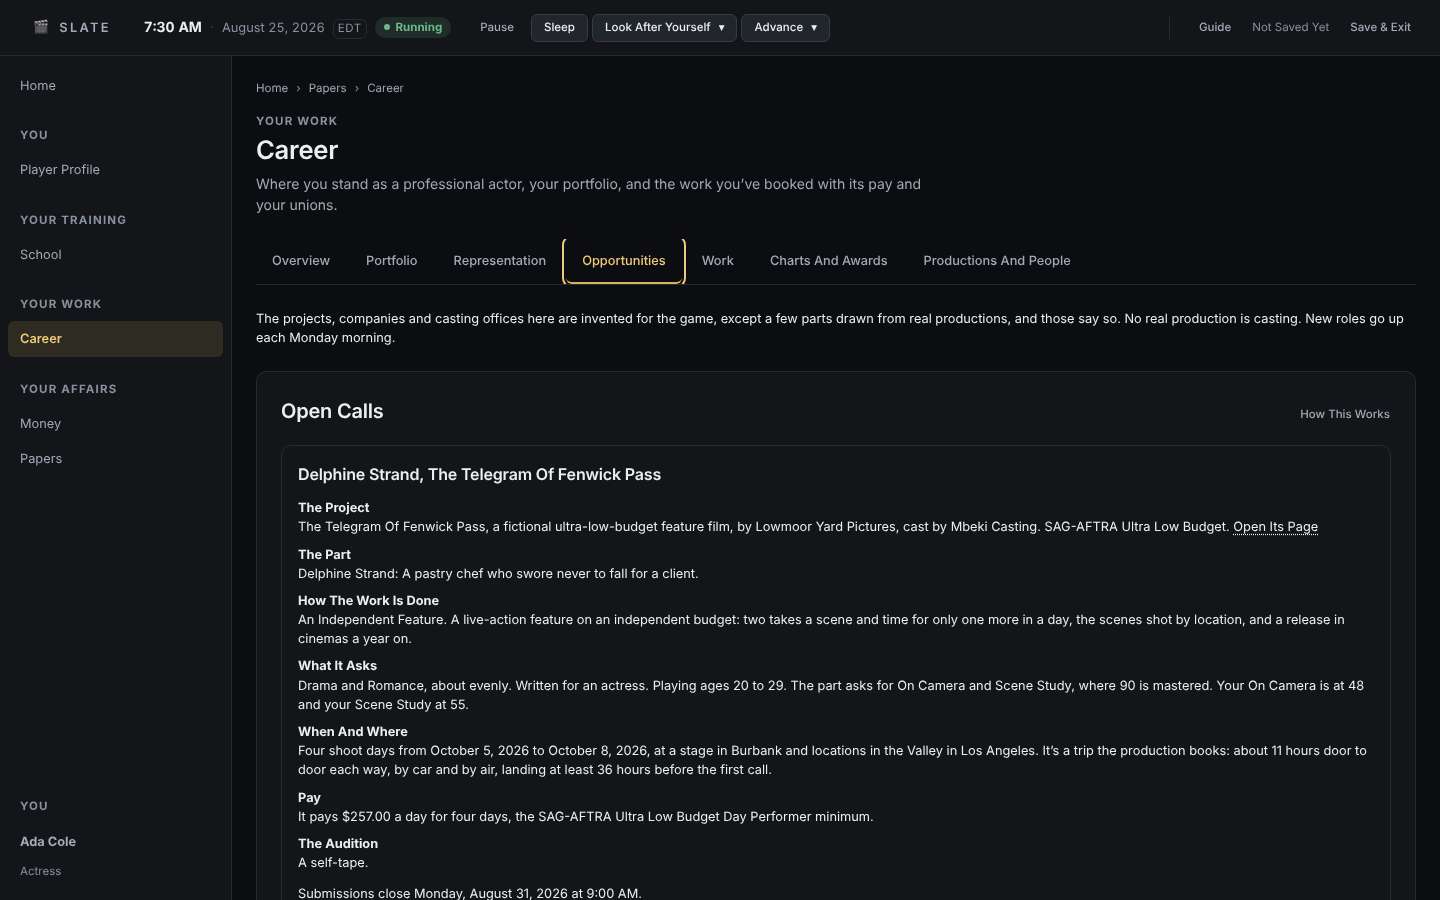 SLATE
7:30 AM · August 25, 2026 EDT Running
Pause
Sleep
Look After Yourself
Advance
Guide
Not Saved Yet
Save & Exit
Home
YOU
Player Profile
YOUR TRAINING
School
YOUR WORK
Career
YOUR AFFAIRS
Money
Papers
YOU
Ada Cole
Actress
Home › Papers › Career
YOUR WORK
Career
Where you stand as a professional actor, your portfolio, and the work you've booked with its pay and
your unions.
Overview
Portfolio
Representation
Opportunities
Work
Charts And Awards
Productions And People
The projects, companies and casting offices here are invented for the game, except a few parts drawn from real productions, and those say so. No real production is casting. New roles go up
each Monday morning.
Open Calls
How This Works
Delphine Strand, The Telegram Of Fenwick Pass
The Project
The Telegram Of Fenwick Pass, a fictional ultra-low-budget feature film, by Lowmoor Yard Pictures, cast by Mbeki Casting. SAG-AFTRA Ultra Low Budget. Open Its Page
The Part
Delphine Strand: A pastry chef who swore never to fall for a client.
How The Work Is Done
An Independent Feature. A live-action feature on an independent budget: two takes a scene and time for only one more in a day, the scenes shot by location, and a release in
cinemas a year on.
What It Asks
Drama and Romance, about evenly. Written for an actress. Playing ages 20 to 29. The part asks for On Camera and Scene Study, where 90 is mastered. Your On Camera is at 48
and your Scene Study at 55.
When And Where
Four shoot days from October 5, 2026 to October 8, 2026, at a stage in Burbank and locations in the Valley in Los Angeles. It's a trip the production books: about 11 hours door to
door each way, by car and by air, landing at least 36 hours before the first call.
Pay
It pays $257.00 a day for four days, the SAG-AFTRA Ultra Low Budget Day Performer minimum.
The Audition
A self-tape.
Submissions close Monday, August 31, 2026 at 9:00 AM.